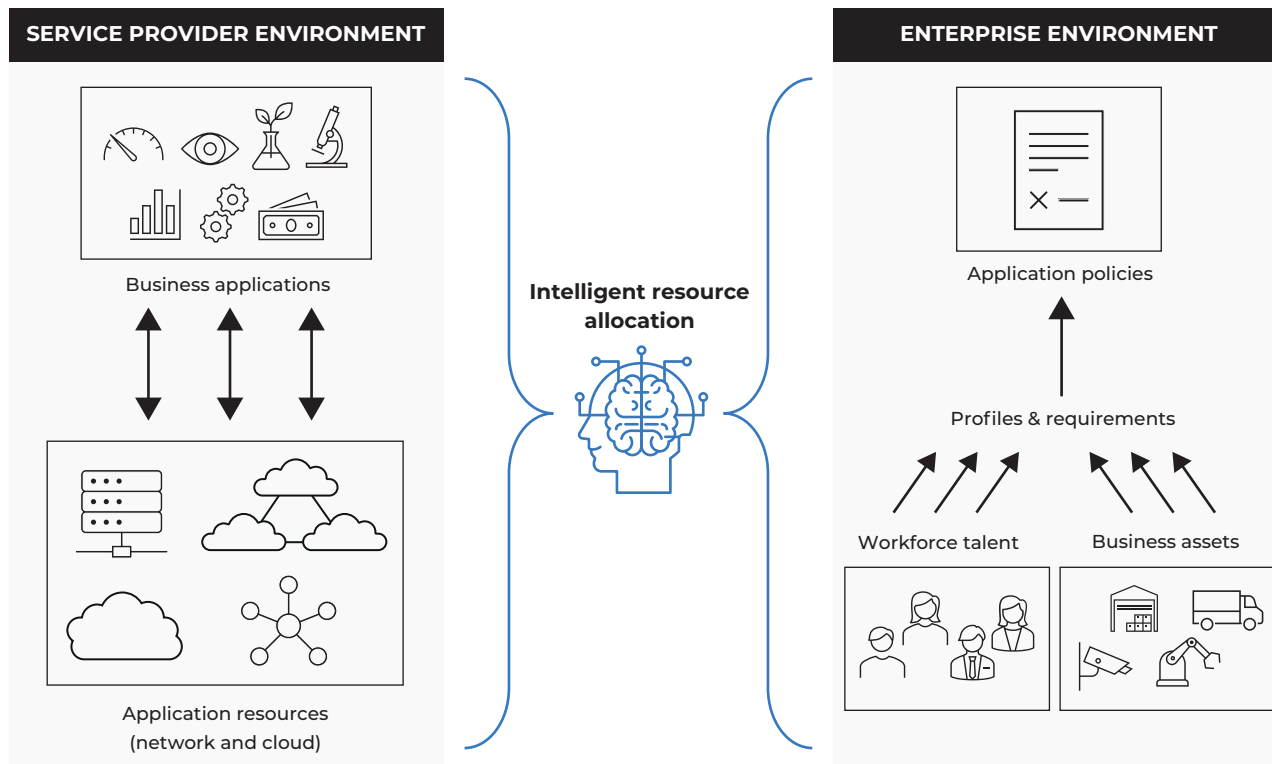 SERVICE PROVIDER ENVIRONMENT
Business applications
Application resources
(network and cloud)
Intelligent resource
allocation
ENTERPRISE ENVIRONMENT
Application policies
Profiles & requirements
Workforce talent
Business assets